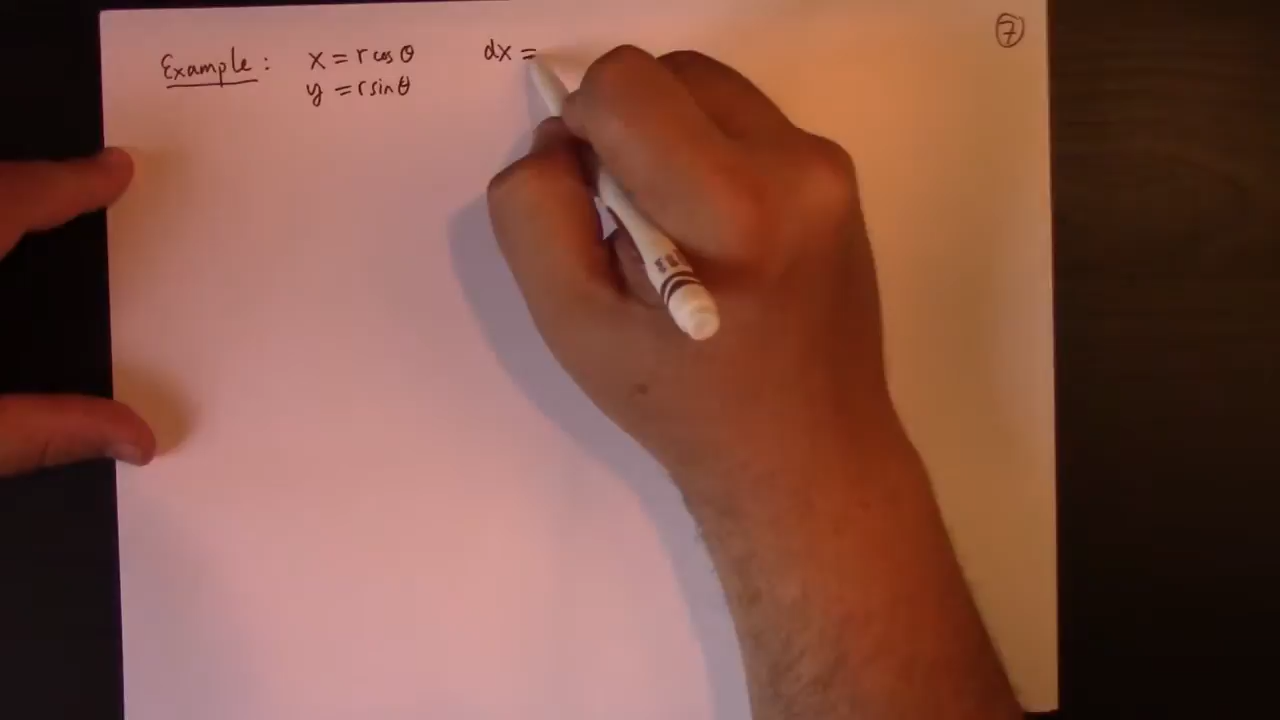 Example: x = r cos θ dx =
y = r sin θ
7